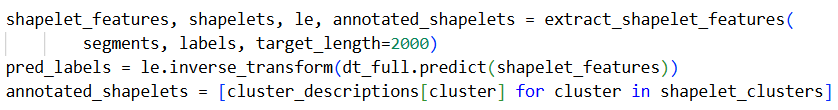 shapelet_features, shapelets, le, annotated_shapelets = extract_shapelet_features(
segments, labels, target_length=2000)
pred_labels = le.inverse_transform(dt_full.predict(shapelet_features))
annotated_shapelets = [cluster_descriptions[cluster] for cluster in shapelet_clusters]